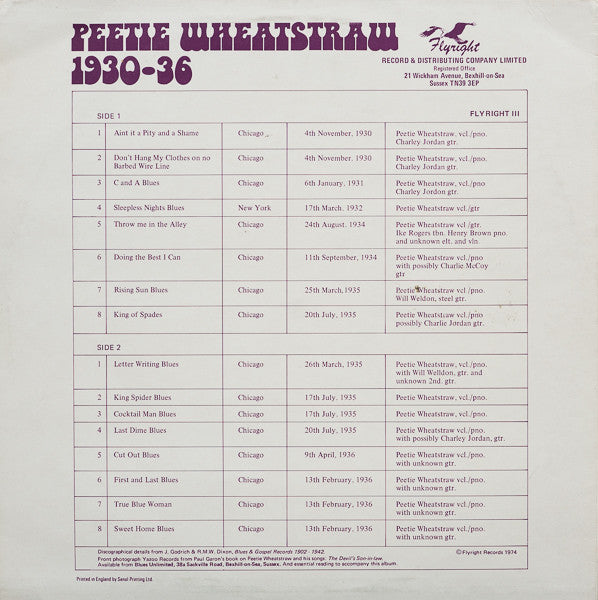 PEETIE WHEATSTRAW
1930-36
Flyright
RECORD & DISTRIBUTING COMPANY LIMITED
Registered Office
21 Wickham Avenue, Bexhill-on-Sea
Sussex TN39 3EP
SIDE 1 FLYRIGHT III
1 Aint it a Pity and a Shame Chicago 4th November, 1930 Peetie Wheatstraw, vcl./pno.
Charley Jordan gtr.
2 Don't Hang My Clothes on no Chicago 4th November, 1930 Peetie Wheatstraw, vcl./pno.
Barbed Wire Line Charley Jordan gtr.
3 C and A Blues Chicago 6th January, 1931 Peetie Wheatstraw, vcl./pno.
Charley Jordon gtr.
4 Sleepless Nights Blues New York 17th March, 1932 Peetie Wheatstraw vcl./gtr
5 Throw me in the Alley Chicago 24th August. 1934 Peetie Wheatstraw, vcl./gtr.
Ike Rogers tbn. Henry Brown pno.
and unknown elt. and vln.
6 Doing the Best I Can Chicago 11th September, 1934 Peetie Wheatstraw, vcl/pno
with possibly Charlie McCoy
gtr
7 Rising Sun Blues Chicago 25th March,1935 Peetie Wheatstraw vcl./pno.
Will Weldon, steel gtr.
8 King of Spades Chicago 20th July, 1935 Peetie Wheatstraw, vcl./pno
possibly Charlie Jordan gtr.
SIDE 2
1 Letter Writing Blues Chicago 26th March, 1935 Peetie Wheatstraw, vcl./pno.
with Will Welldon, gtr. and
unknown 2nd. gtr.
2 King Spider Blues Chicago 17th July, 1935 Peetie Wheatstraw, vcl./pno.
3 Cocktail Man Blues Chicago 17th July, 1935 Peetie Wheatstraw, vcl./pno.
4 Last Dime Blues Chicago 20th July, 1935 Peetie Wheatstraw, vcl./pno.
with possibly Charley Jordan, gtr.
5 Cut Out Blues Chicago 9th April, 1936 Peetie Wheatstraw, vcl./pno.
with unknown gtr.
6 First and Last Blues Chicago 13th February, 1936 Peetie Wheatstraw, vcl./pno.
with unknown gtr.
7 True Blue Woman Chicago 13th February, 1936 Peetie Wheatstraw, vcl./pno.
with unknown gtr.
8 Sweet Home Blues Chicago 13th February, 1936 Peetie Wheatstraw, vcl./pno.
with unknown gtr.
Discographical details from J. Godrich & R.M.W. Dixon, Blues & Gospel Records 1902 - 1942. ©Flyright Records 1974
From photograph Yazoo Records from Paul Garon's book on Peetie Wheatstraw and his songs. The Devil's Son-in-law.
Available from Blues Unlimited, 38a Sackville Road, Bexhill-on-Sea, Sussex. And essential reading to accompany this album.
Printed in England by Senol-Printing Ltd.